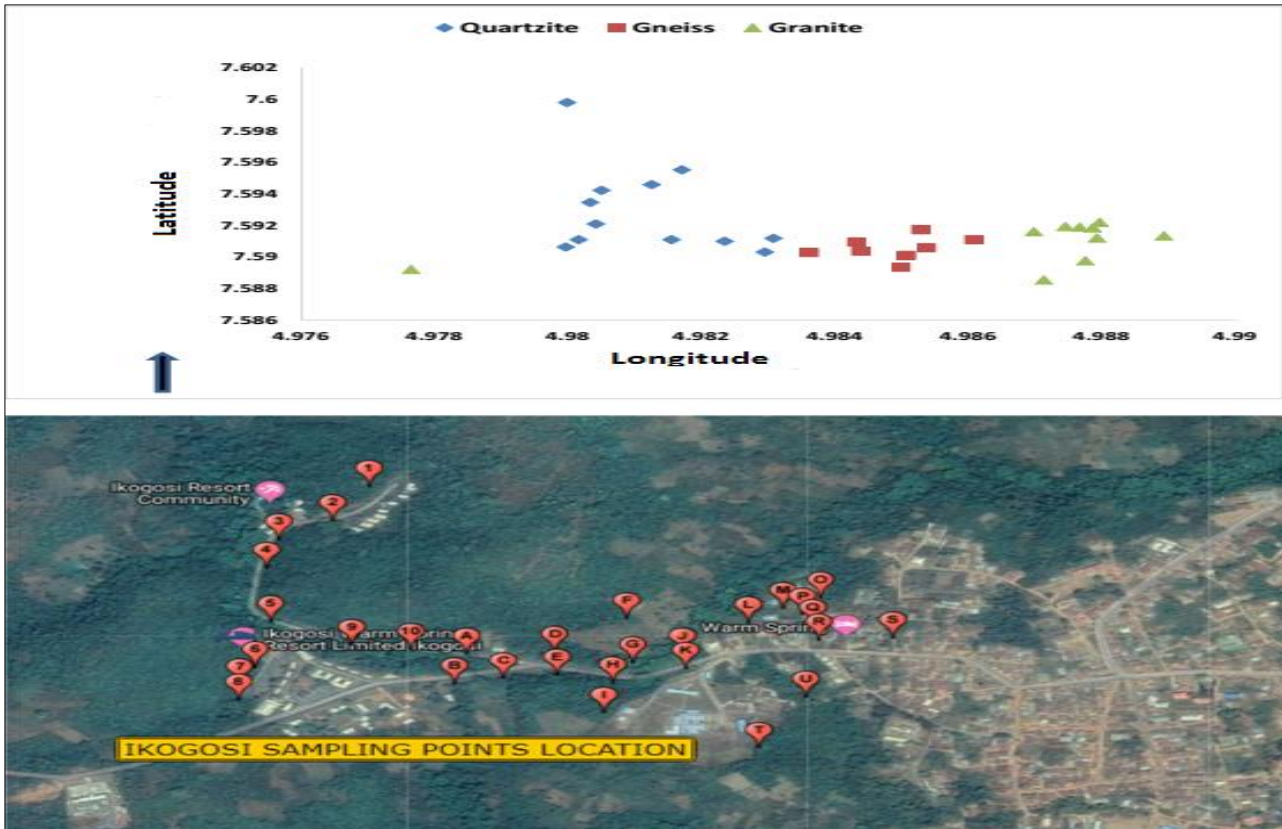 Quartzite Gneiss Granite
7.602
7.6
7.598
7.596
7.594
7.592
7.59
7.588
7.586
Latitude
4.976 4.978 4.98 4.982 4.984 4.986 4.988 4.99
Longitude
1
Ikogosi Resort
Community
2
3
4
5
F
M O
L P
Q
9 10 A D J Warm Sprin R S
Ikogosi Warm Sprin
Resort Limited Ikogosi
6 G K
7 B C E H
8 I U
T
IKOGOSI SAMPLING POINTS LOCATION